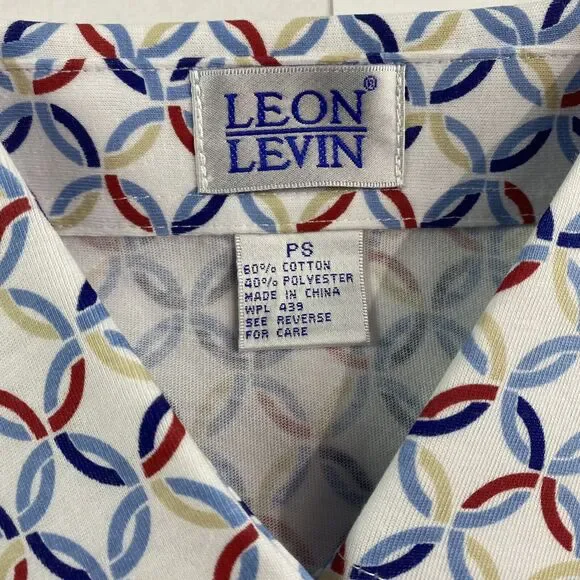 LEON®
LEVIN
PS
60% COTTON
40% POLYESTER
MADE IN CHINA
WPL 439
SEE REVERSE
FOR CARE